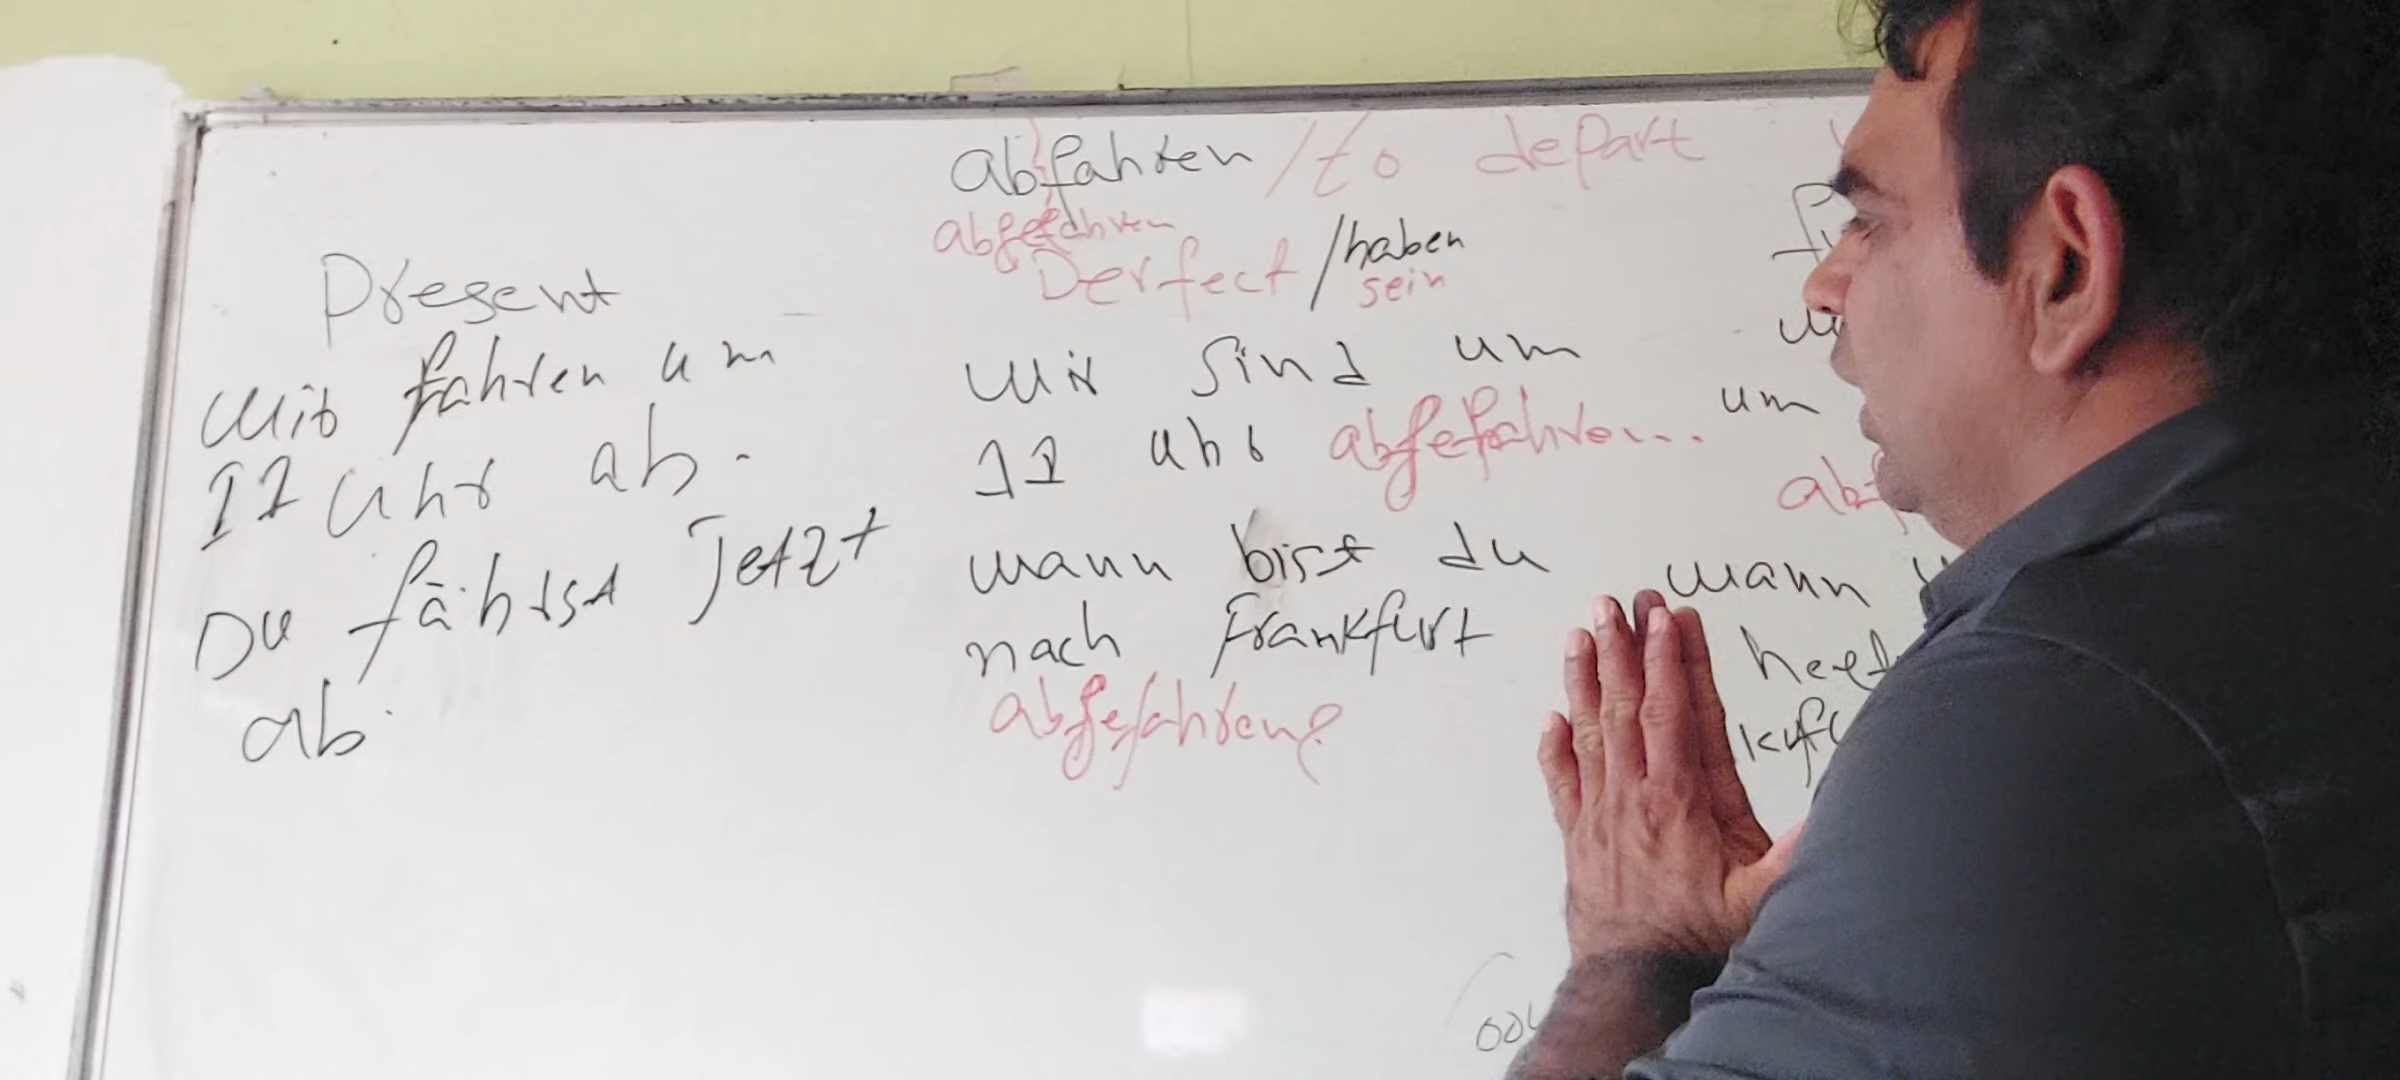 abfahren / to depart
abgefahren
Present
Perfect / haben
sein
Wir fahren um
11 Uhr ab.
Du fährst Jetzt
ab.
wir sind um
11 uhr abgefahren...
wann bist du
nach Frankfurt
abgefahren?
um
wann